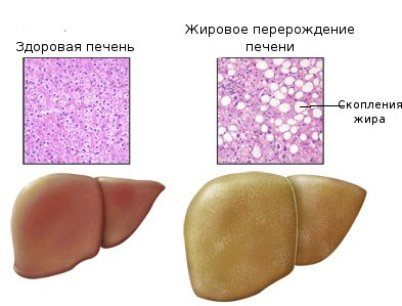 Здоровая печень
Жировое перерождение
печени
Скопления
жира